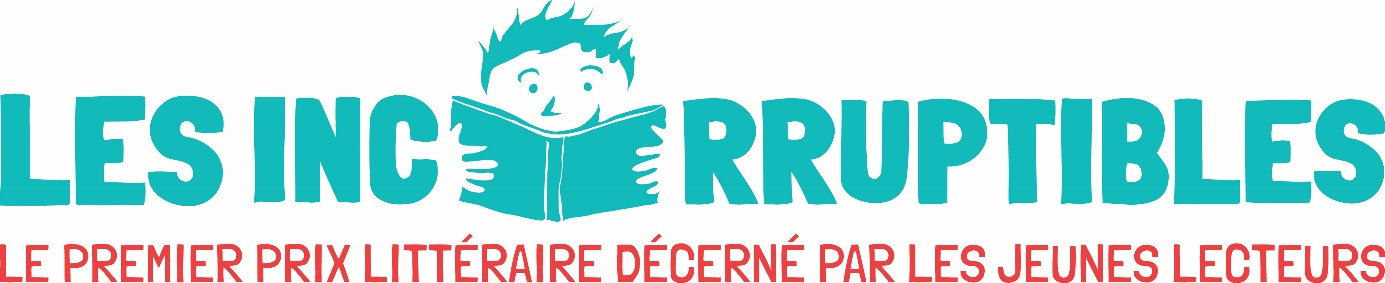 LES INCORRUPTIBLES
LE PREMIER PRIX LITTÉRAIRE DÉCERNÉ PAR LES JEUNES LECTEURS